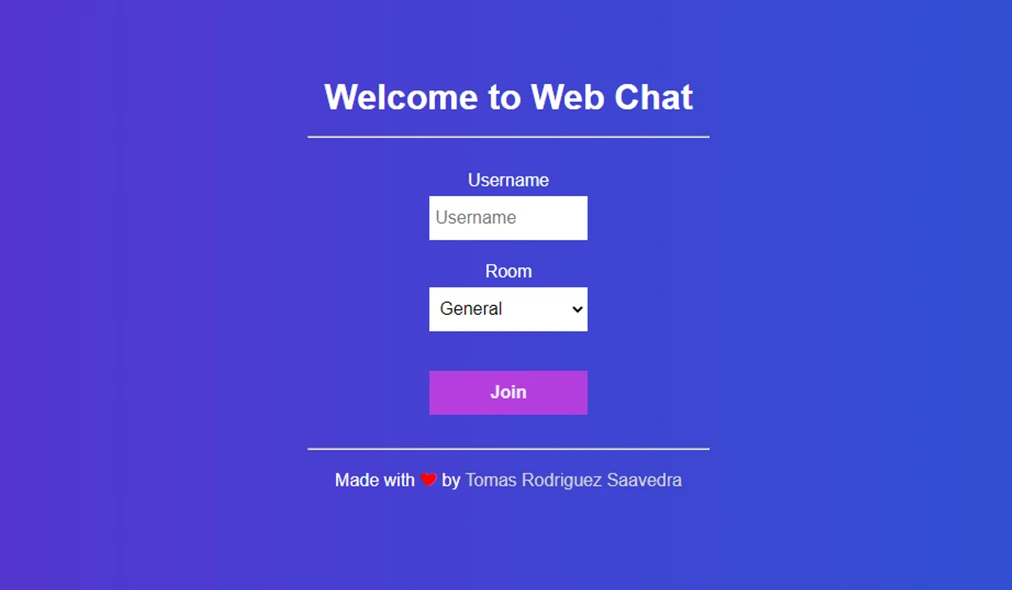 Welcome to Web Chat
Username
Username
Room
General
Join
Made with ❤ by Tomas Rodriguez Saavedra